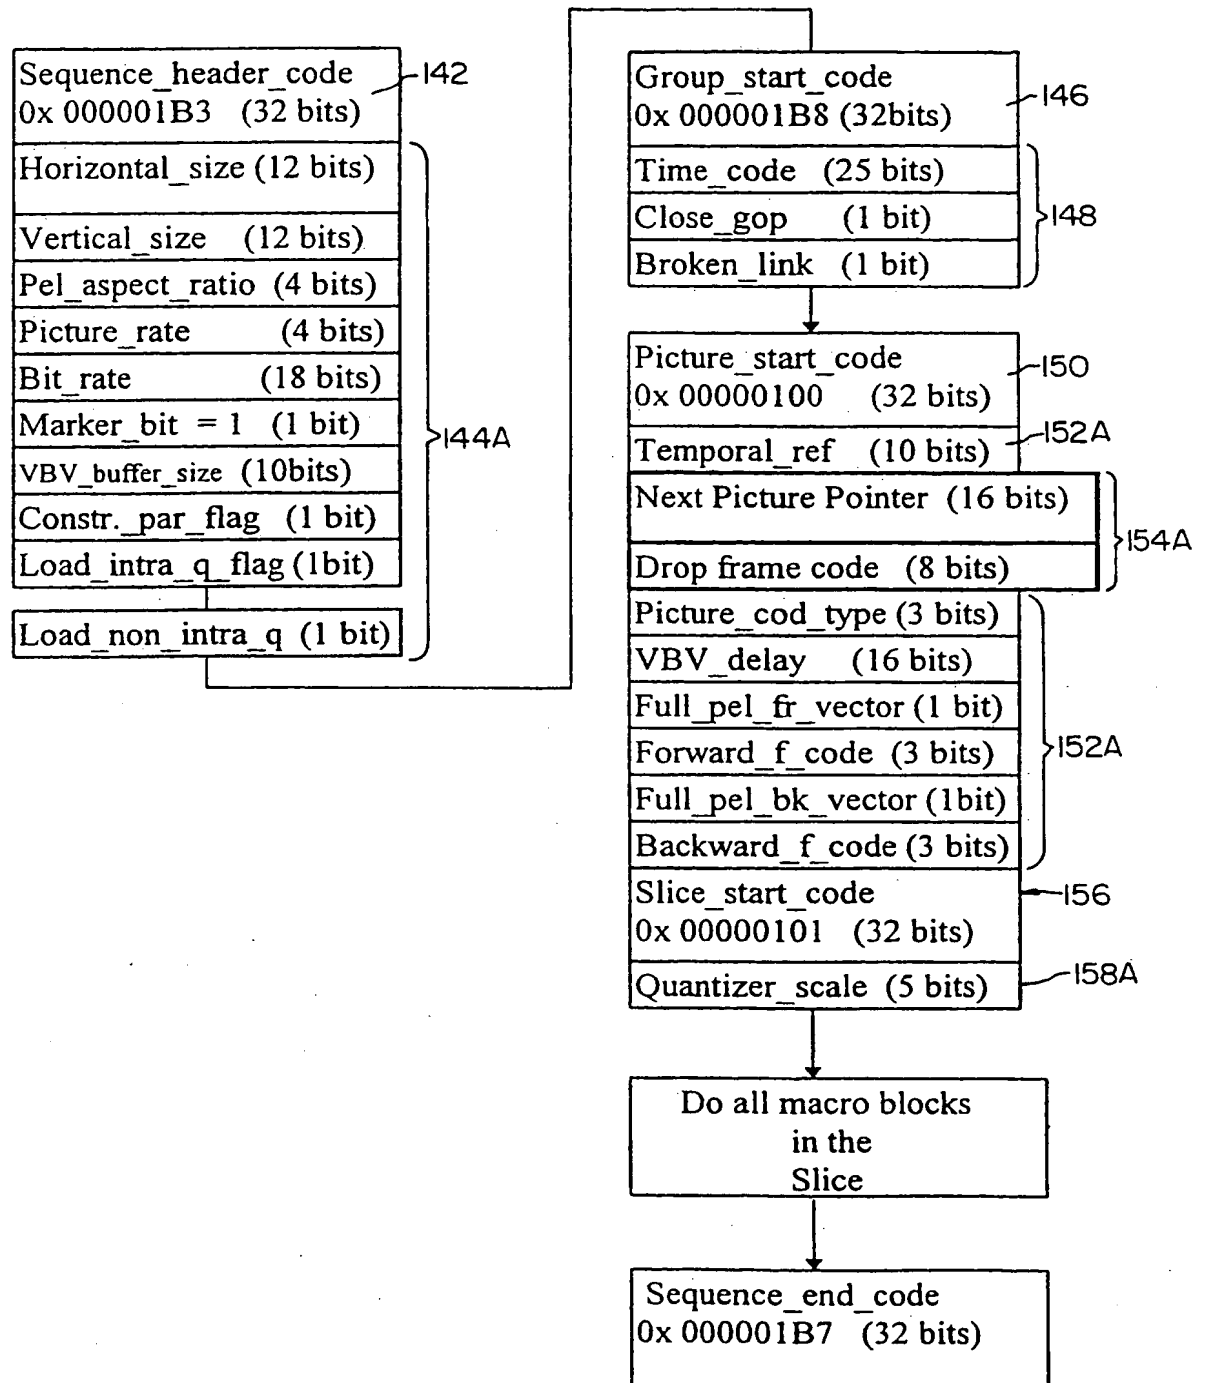 Sequence_header_code
0x 000001B3 (32 bits)
142
Horizontal_size (12 bits)
Vertical_size (12 bits)
Pel_aspect_ratio (4 bits)
Picture_rate (4 bits)
Bit_rate (18 bits)
Marker_bit = 1 (1 bit)
VBV_buffer_size (10bits)
Constr._par_flag (1 bit)
Load_intra_q_flag (1bit)
Load_non_intra_q (1 bit)
144A
Group_start_code
0x 000001B8 (32bits)
146
Time_code (25 bits)
Close_gop (1 bit)
Broken_link (1 bit)
148
Picture_start_code
0x 00000100 (32 bits)
150
Temporal_ref (10 bits)
152A
Next Picture Pointer (16 bits)
Drop frame code (8 bits)
154A
Picture_cod_type (3 bits)
VBV_delay (16 bits)
Full_pel_fr_vector (1 bit)
Forward_f_code (3 bits)
Full_pel_bk_vector (1bit)
Backward_f_code (3 bits)
152A
Slice_start_code
0x 00000101 (32 bits)
156
Quantizer_scale (5 bits)
158A
Do all macro blocks
in the
Slice
Sequence_end_code
0x 000001B7 (32 bits)